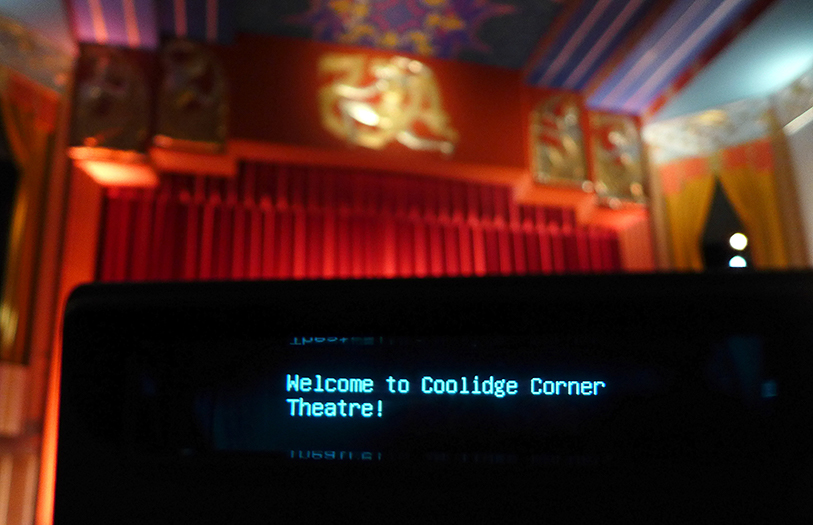 Welcome to Coolidge Corner
Theatre!